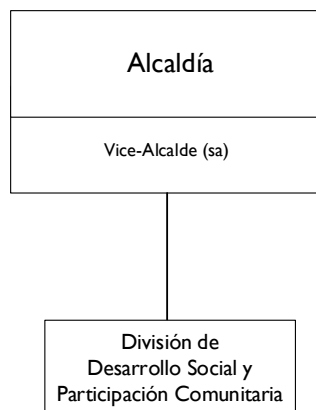 Alcaldía
Vice-Alcalde (sa)
División de
Desarrollo Social y
Participación Comunitaria